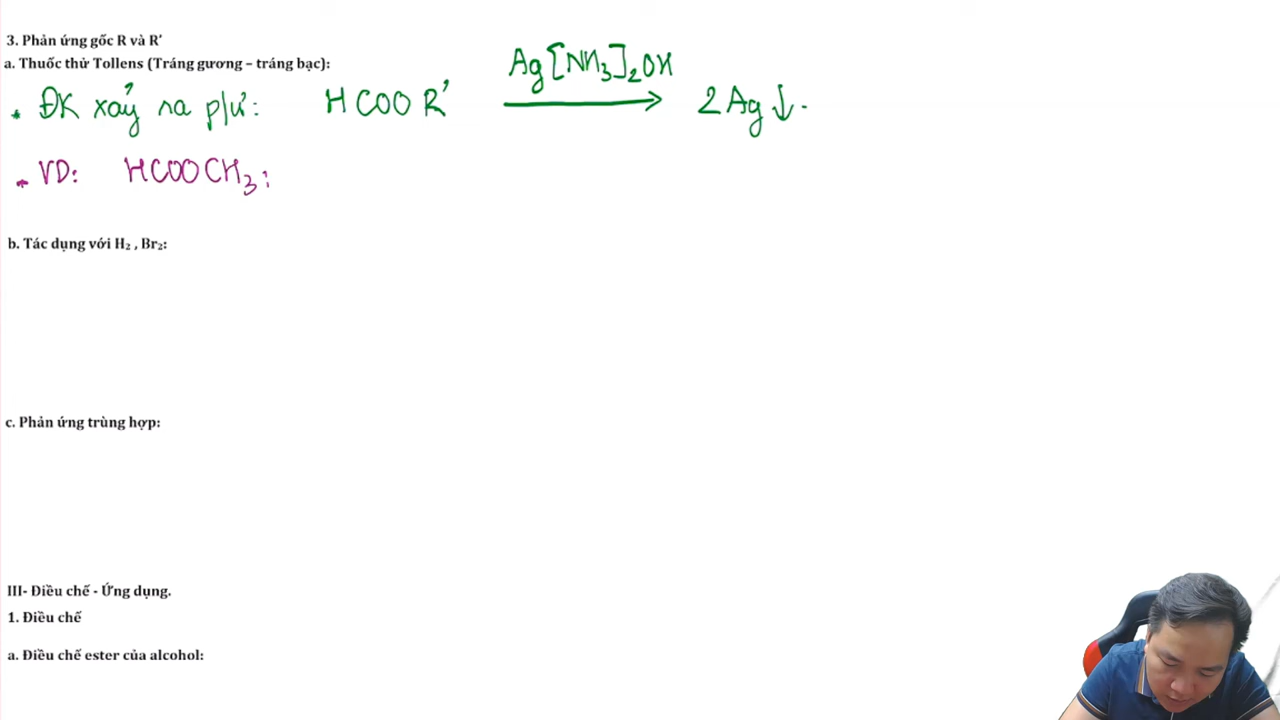 3. Phản ứng gốc R và R'
a. Thuốc thử Tollens (Tráng gương – tráng bạc):
Ag[NH3]2OH
* ĐK xảy ra p/ư: HCOOR' → 2Ag↓.
* VD: HCOOCH3;
b. Tác dụng với H₂ , Br₂:
c. Phản ứng trùng hợp:
III- Điều chế - Ứng dụng.
1. Điều chế
a. Điều chế ester của alcohol: